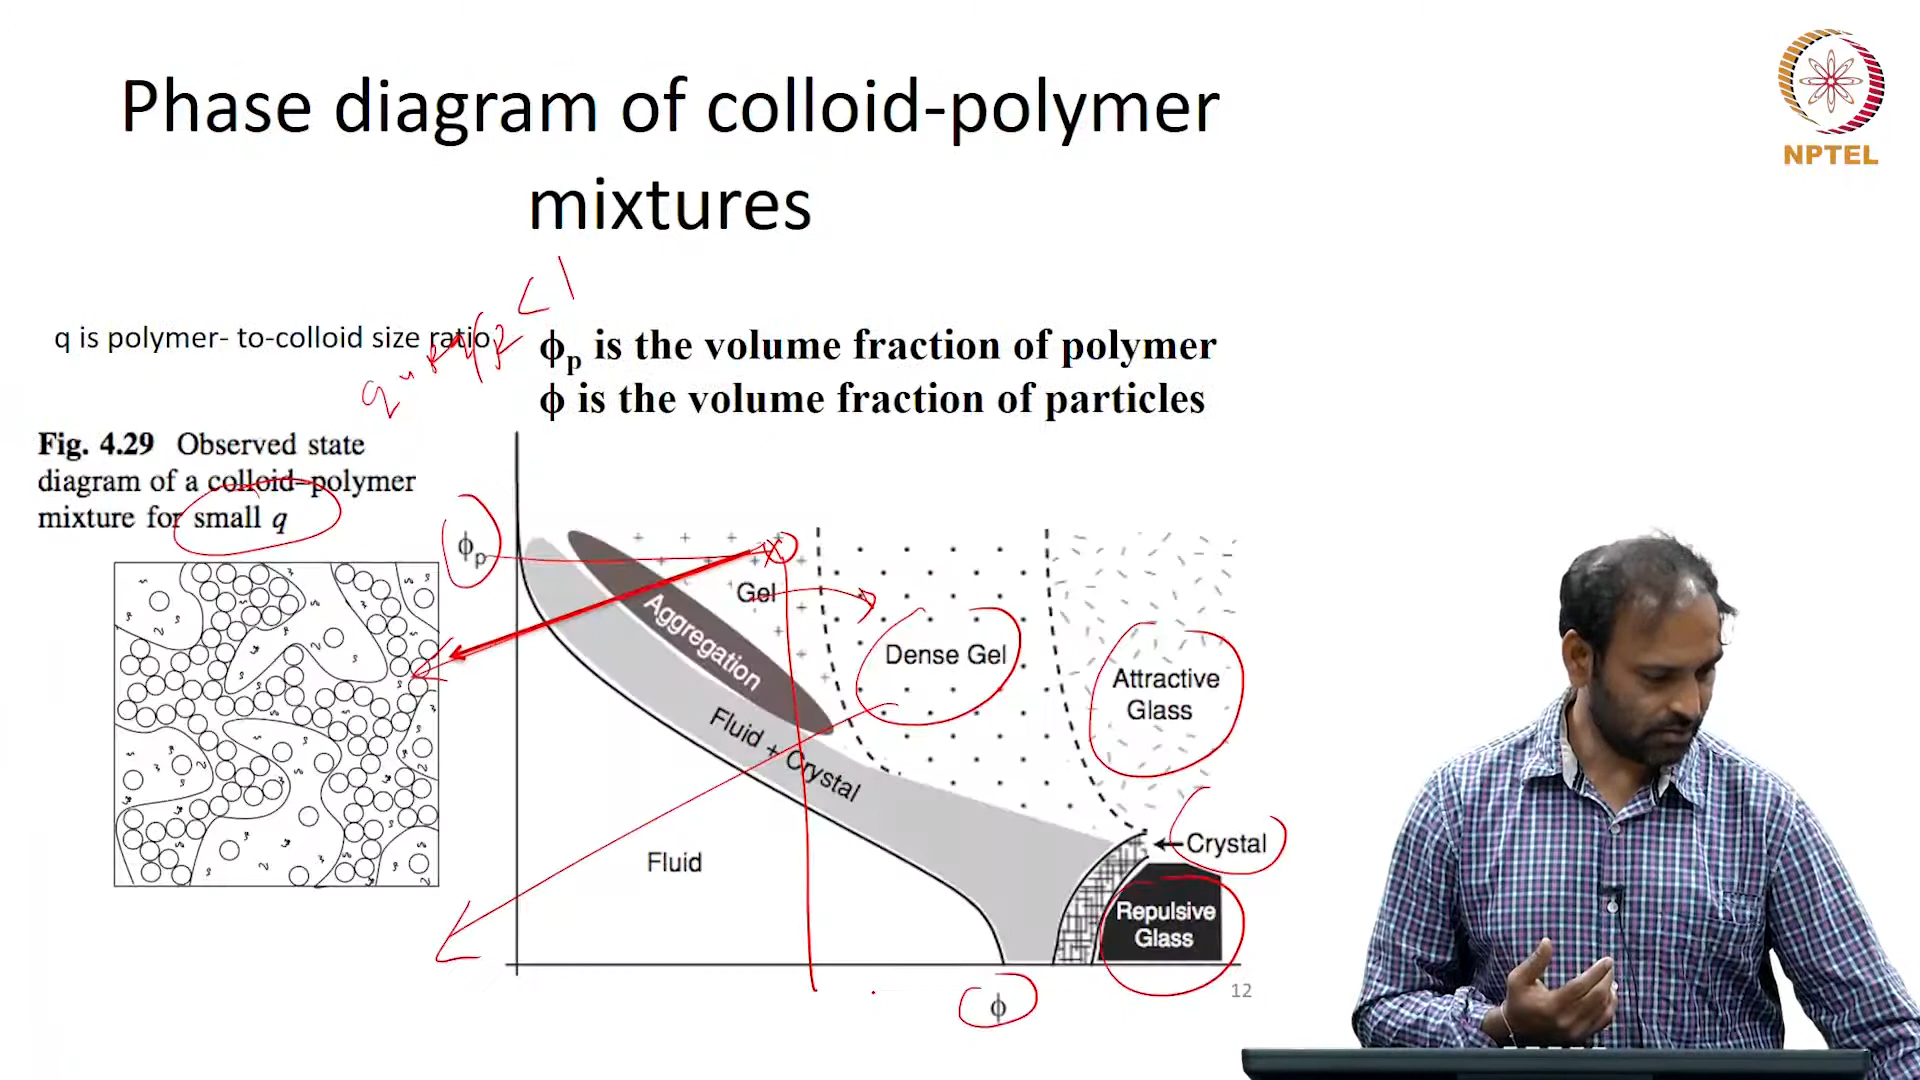 Phase diagram of colloid-polymer
mixtures
NPTEL
q is polymer- to-colloid size ratio
< 1
ϕp is the volume fraction of polymer
ϕ is the volume fraction of particles
Fig. 4.29 Observed state
diagram of a colloid–polymer
mixture for small q
ϕp
Gel
Aggregation
Dense Gel
Attractive
Glass
Fluid + Crystal
Crystal
Fluid
Repulsive
Glass
ϕ
12